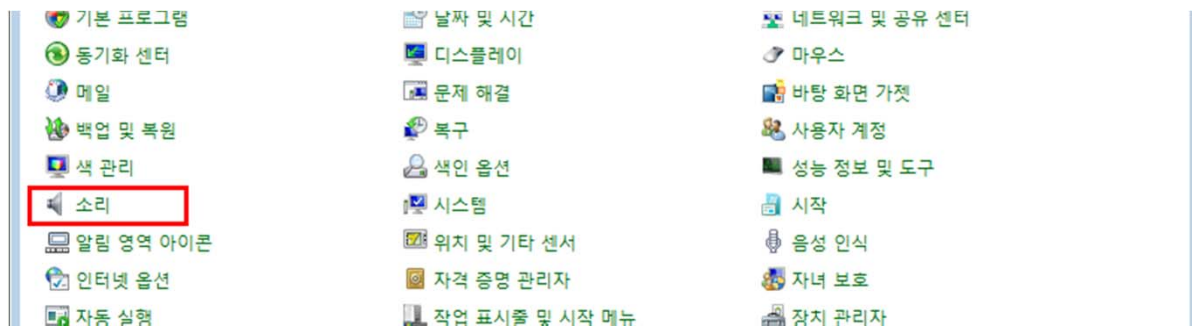 기본 프로그램 날짜 및 시간 네트워크 및 공유 센터
동기화 센터 디스플레이 마우스
메일 문제 해결 바탕 화면 가젯
백업 및 복원 복구 사용자 계정
색 관리 색인 옵션 성능 정보 및 도구
소리 시스템 시작
알림 영역 아이콘 위치 및 기타 센서 음성 인식
인터넷 옵션 자격 증명 관리자 자녀 보호
자동 실행 작업 표시줄 및 시작 메뉴 장치 관리자